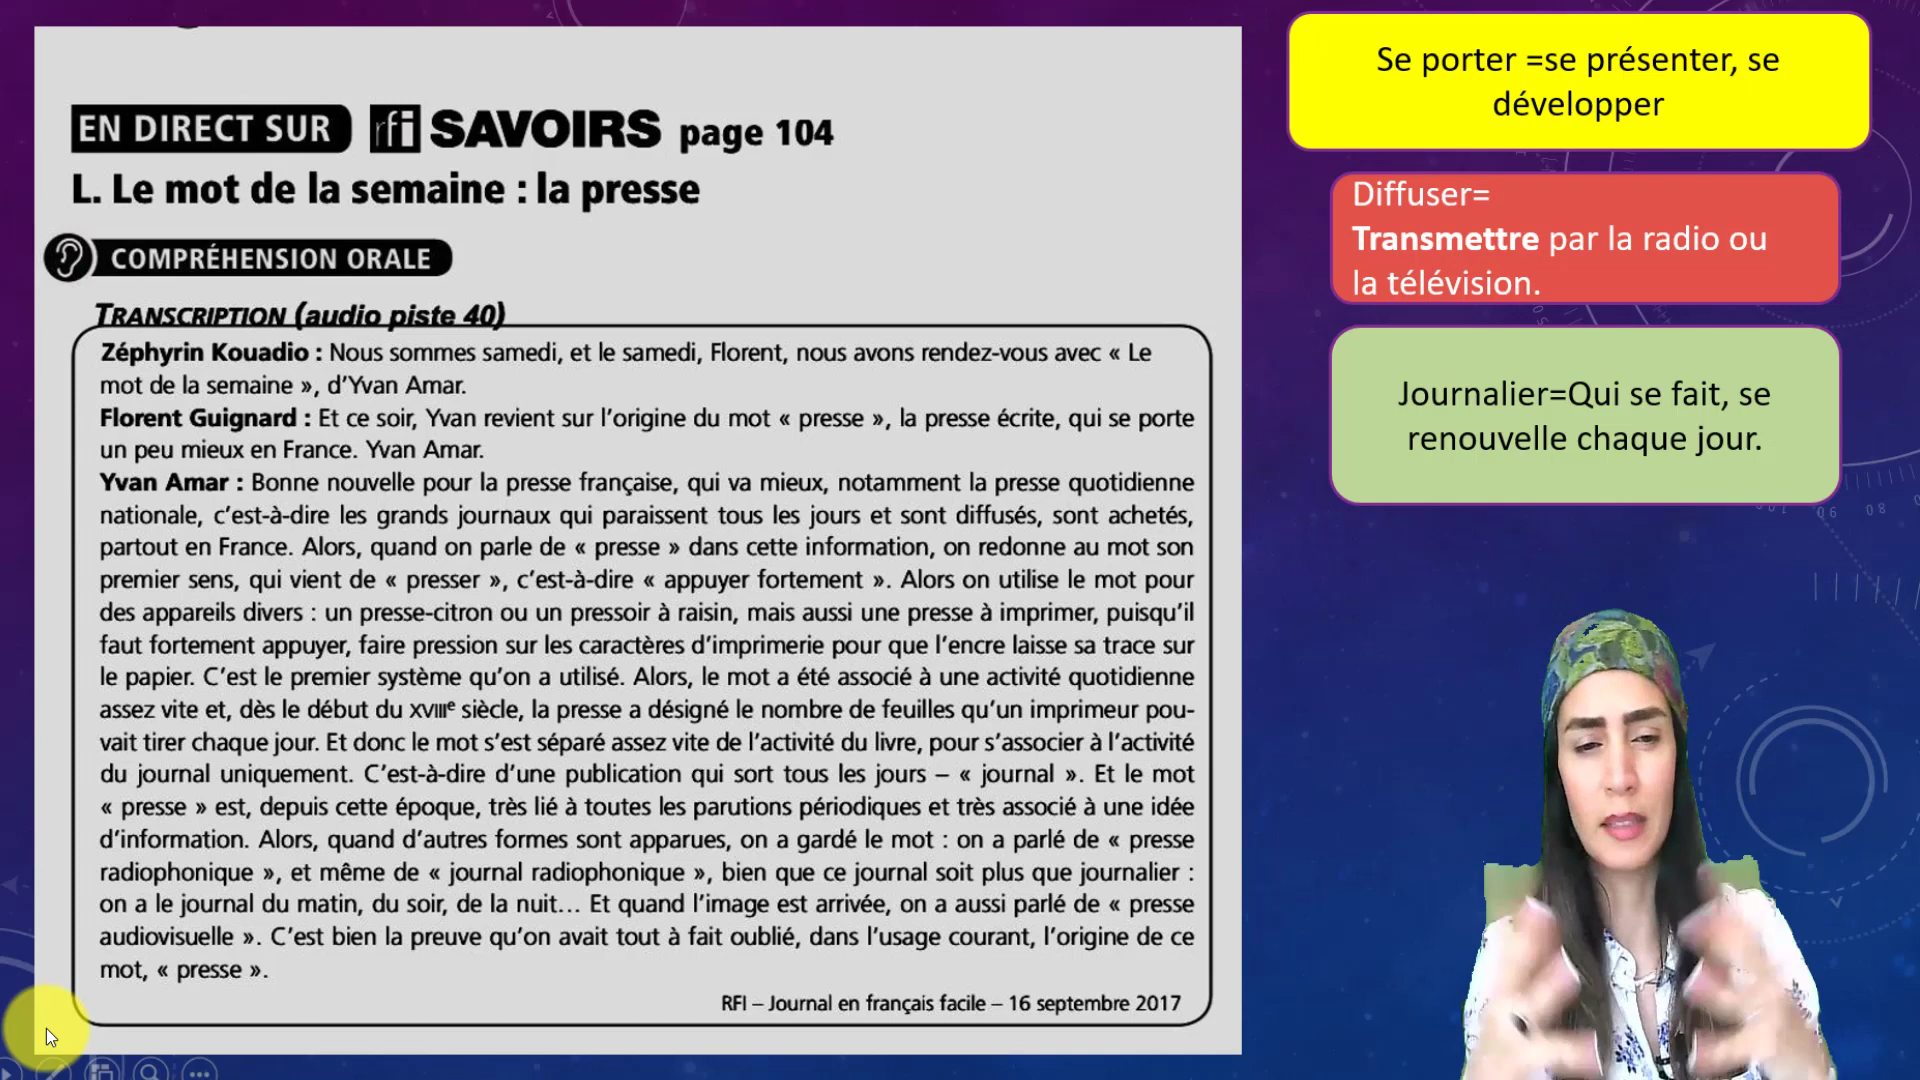 EN DIRECT SUR rfi SAVOIRS page 104
L. Le mot de la semaine : la presse
COMPRÉHENSION ORALE
TRANSCRIPTION (audio piste 40)
Zéphyrin Kouadio : Nous sommes samedi, et le samedi, Florent, nous avons rendez-vous avec « Le
mot de la semaine », d’Yvan Amar.
Florent Guignard : Et ce soir, Yvan revient sur l’origine du mot « presse », la presse écrite, qui se porte
un peu mieux en France. Yvan Amar.
Yvan Amar : Bonne nouvelle pour la presse française, qui va mieux, notamment la presse quotidienne
nationale, c’est-à-dire les grands journaux qui paraissent tous les jours et sont diffusés, sont achetés,
partout en France. Alors, quand on parle de « presse » dans cette information, on redonne au mot son
premier sens, qui vient de « presser », c’est-à-dire « appuyer fortement ». Alors on utilise le mot pour
des appareils divers : un presse-citron ou un pressoir à raisin, mais aussi une presse à imprimer, puisqu’il
faut fortement appuyer, faire pression sur les caractères d’imprimerie pour que l’encre laisse sa trace sur
le papier. C’est le premier système qu’on a utilisé. Alors, le mot a été associé à une activité quotidienne
assez vite et, dès le début du XVIIIe siècle, la presse a désigné le nombre de feuilles qu’un imprimeur pou-
vait tirer chaque jour. Et donc le mot s’est séparé assez vite de l’activité du livre, pour s’associer à l’activité
du journal uniquement. C’est-à-dire d’une publication qui sort tous les jours – « journal ». Et le mot
« presse » est, depuis cette époque, très lié à toutes les parutions périodiques et très associé à une idée
d’information. Alors, quand d’autres formes sont apparues, on a gardé le mot : on a parlé de « presse
radiophonique », et même de « journal radiophonique », bien que ce journal soit plus que journalier :
on a le journal du matin, du soir, de la nuit… Et quand l’image est arrivée, on a aussi parlé de « presse
audiovisuelle ». C’est bien la preuve qu’on avait tout à fait oublié, dans l’usage courant, l’origine de ce
mot, « presse ».
RFI – Journal en français facile – 16 septembre 2017
Se porter =se présenter, se
développer
Diffuser=
Transmettre par la radio ou
la télévision.
Journalier=Qui se fait, se
renouvelle chaque jour.